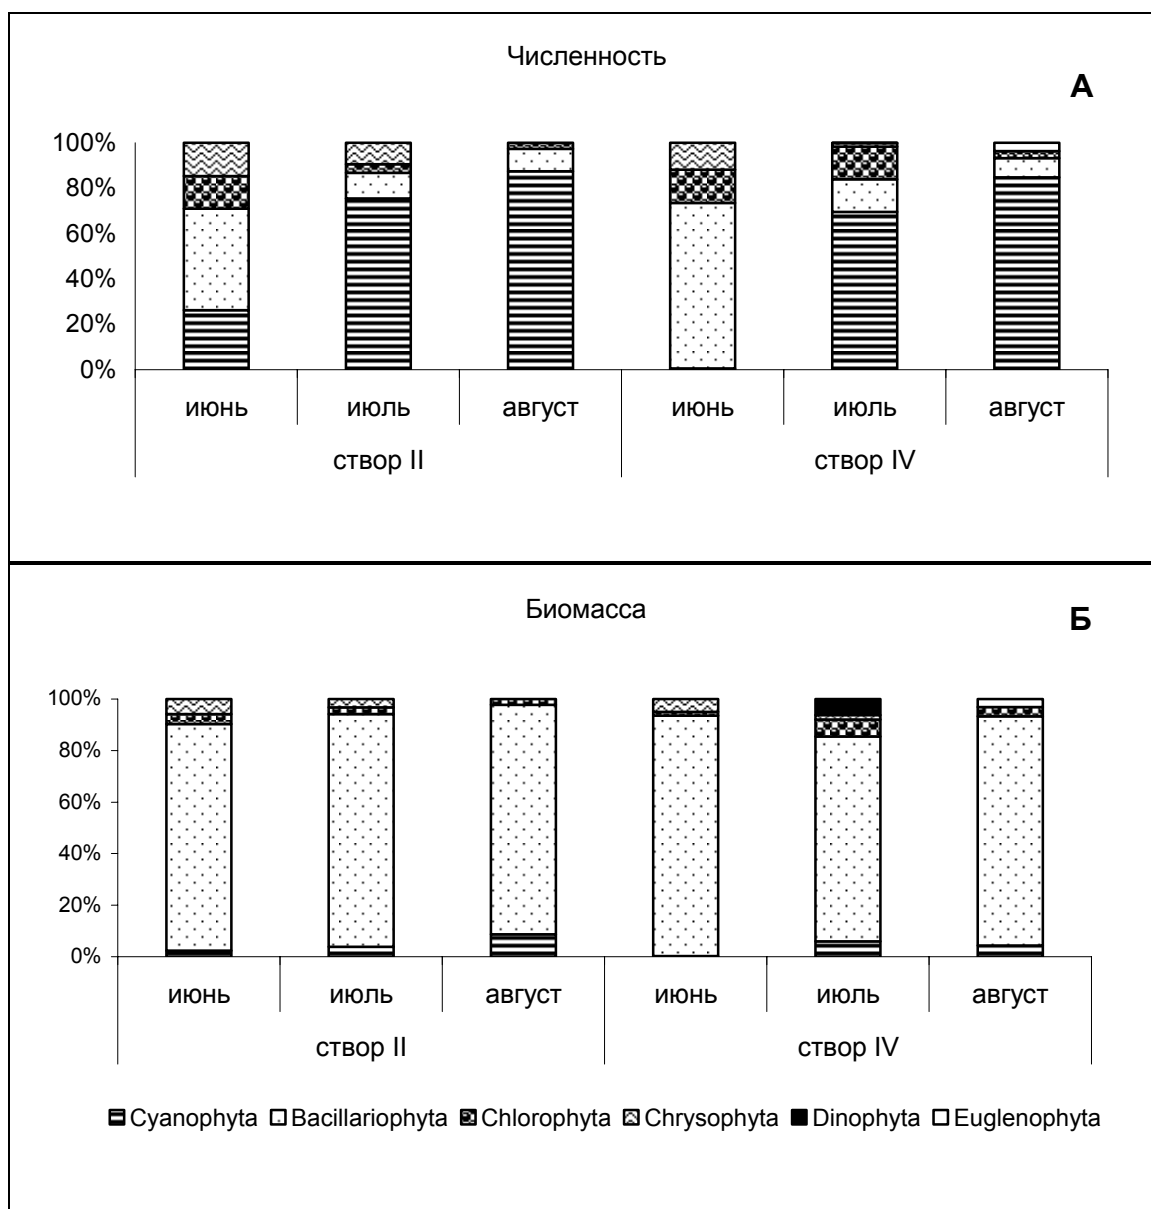 Численность
А
100%
80%
60%
40%
20%
0%
июнь июль август июнь июль август
створ II створ IV
Биомасса
Б
100%
80%
60%
40%
20%
0%
июнь июль август июнь июль август
створ II створ IV
Cyanophyta Bacillariophyta Chlorophyta Chrysophyta Dinophyta Euglenophyta